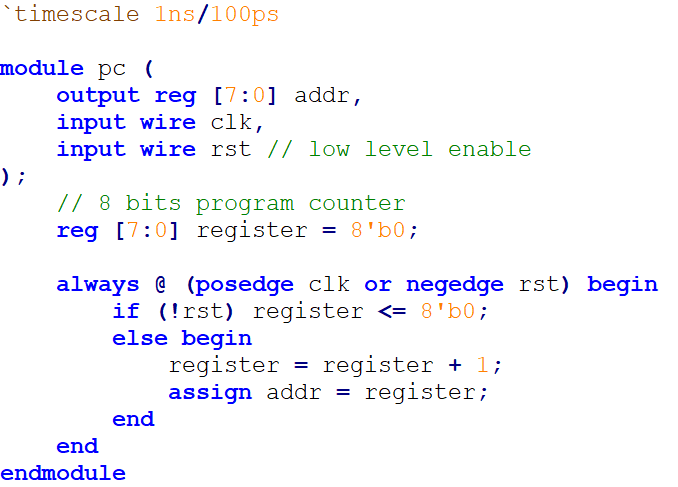 `timescale 1ns/100ps

module pc (
    output reg [7:0] addr,
    input wire clk,
    input wire rst // low level enable
);
    // 8 bits program counter
    reg [7:0] register = 8'b0;

    always @ (posedge clk or negedge rst) begin
        if (!rst) register <= 8'b0;
        else begin
            register = register + 1;
            assign addr = register;
        end
    end
endmodule